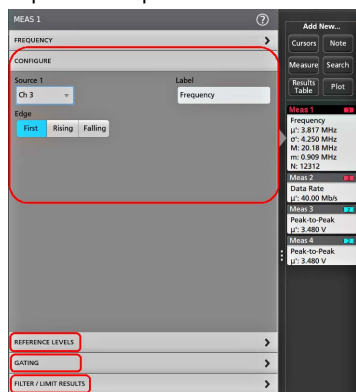 MEAS 1
?
FREQUENCY
CONFIGURE
Source 1
Label
Ch 3
Frequency
Edge
First
Rising
Falling
REFERENCE LEVELS
GATING
FILTER / LIMIT RESULTS
Add New...
Cursors
Note
Measure
Search
Results Table
Plot
Meas 1
Frequency
µ': 3.817 MHz
σ': 4.250 MHz
M: 20.18 MHz
m: 0.909 MHz
N: 12312
Meas 2
Data Rate
µ': 40.00 Mb/s
Meas 3
Peak-to-Peak
µ': 3.480 V
Meas 4
Peak-to-Peak
µ': 3.480 V